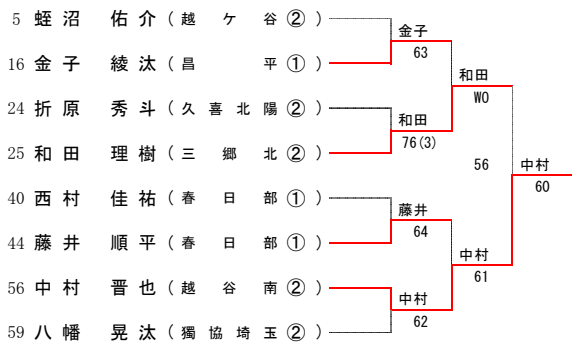 5 蛭沼 佑介 (越ケ谷 ②)
16 金子 綾汰 (昌平 ①)
24 折原 秀斗 (久喜北陽 ②)
25 和田 理樹 (三郷北 ②)
40 西村 佳祐 (春日部 ①)
44 藤井 順平 (春日部 ①)
56 中村 晋也 (越谷南 ②)
59 八幡 晃汰 (獨協埼玉 ②)
金子
63
和田
76(3)
藤井
64
中村
62
和田
WO
中村
61
56
中村
60